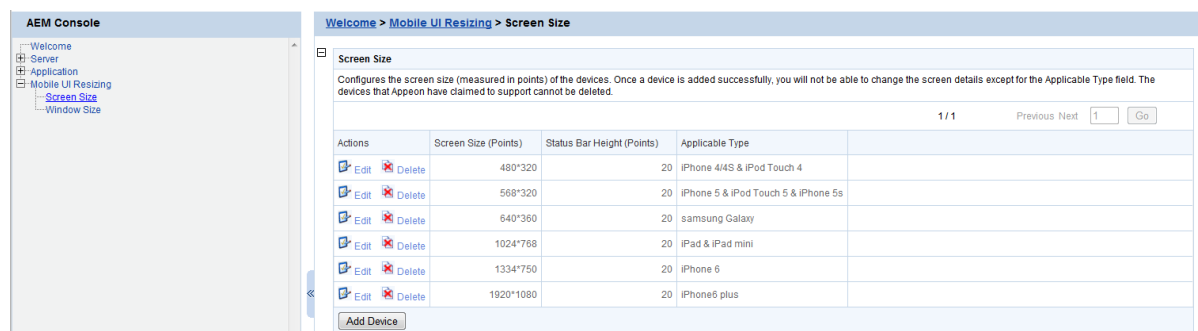 AEM Console
Welcome
Server
Application
Mobile UI Resizing
Screen Size
Window Size
«
Welcome > Mobile UI Resizing > Screen Size
Screen Size
Configures the screen size (measured in points) of the devices. Once a device is added successfully, you will not be able to change the screen details except for the Applicable Type field. The
devices that Appeon have claimed to support cannot be deleted.
1 / 1 Previous Next 1 Go
Actions Screen Size (Points) Status Bar Height (Points) Applicable Type
Edit Delete 480*320 20 iPhone 4/4S & iPod Touch 4
Edit Delete 568*320 20 iPhone 5 & iPod Touch 5 & iPhone 5s
Edit Delete 640*360 20 samsung Galaxy
Edit Delete 1024*768 20 iPad & iPad mini
Edit Delete 1334*750 20 iPhone 6
Edit Delete 1920*1080 20 iPhone6 plus
Add Device